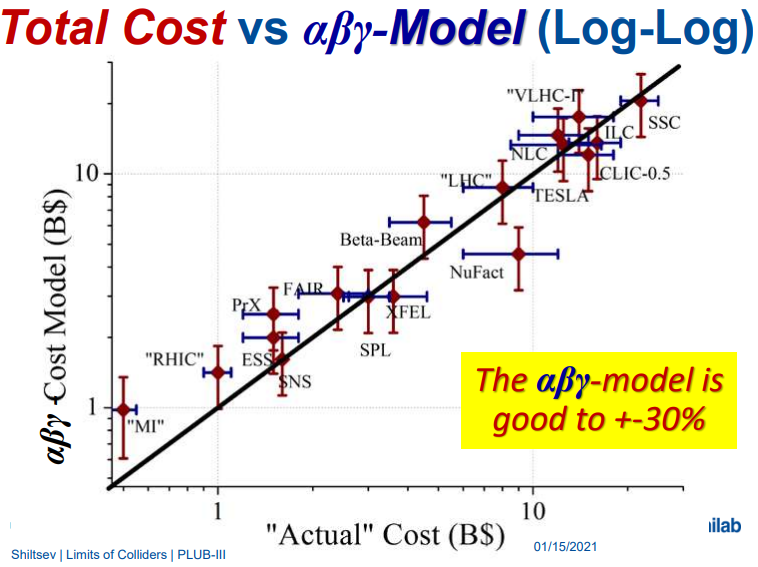 Total Cost vs αβγ-Model (Log-Log)
αβγ-Cost Model (B$)
10
1
"VLHC-I"
SSC
ILC
NLC
CLIC-0.5
"LHC"
TESLA
Beta-Beam
NuFact
FAIR
PrX
XFEL
SPL
"RHIC"
ESS
SNS
"MI"
The αβγ-model is
good to +-30%
1
10
"Actual" Cost (B$)
Shiltsev | Limits of Colliders | PLUB-III
01/15/2021